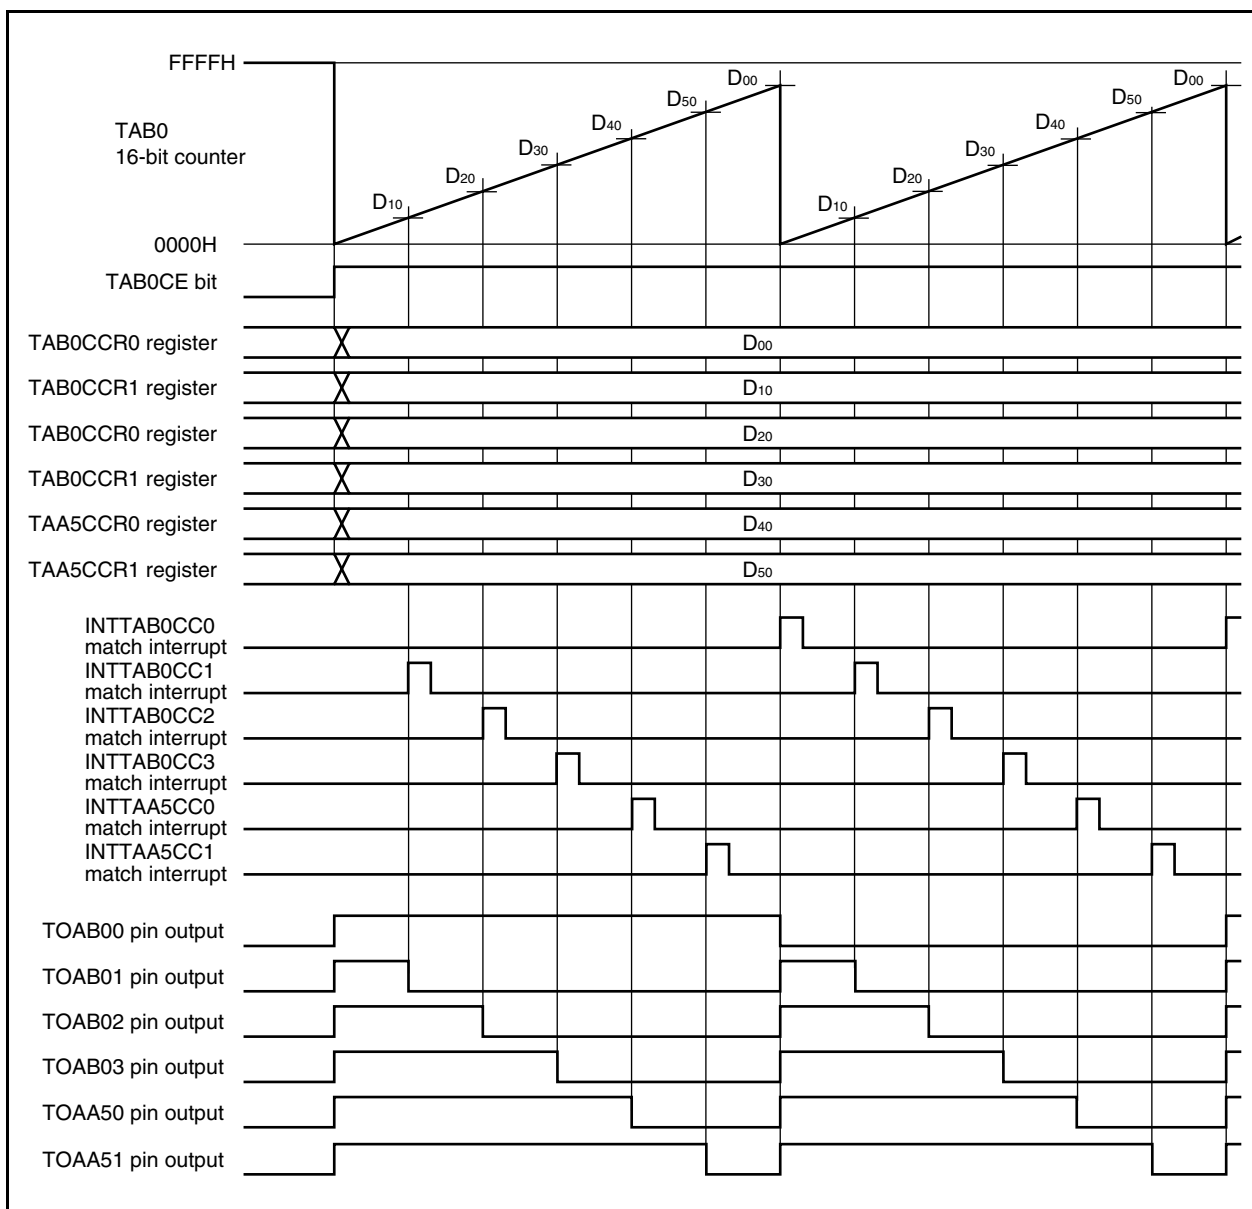 FFFFH
TAB0
16-bit counter
D10
D20
D30
D40
D50
D00
D10
D20
D30
D40
D50
D00
0000H
TAB0CE bit
TAB0CCR0 register
D00
TAB0CCR1 register
D10
TAB0CCR0 register
D20
TAB0CCR1 register
D30
TAA5CCR0 register
D40
TAA5CCR1 register
D50
INTTAB0CC0
match interrupt
INTTAB0CC1
match interrupt
INTTAB0CC2
match interrupt
INTTAB0CC3
match interrupt
INTTAA5CC0
match interrupt
INTTAA5CC1
match interrupt
TOAB00 pin output
TOAB01 pin output
TOAB02 pin output
TOAB03 pin output
TOAA50 pin output
TOAA51 pin output